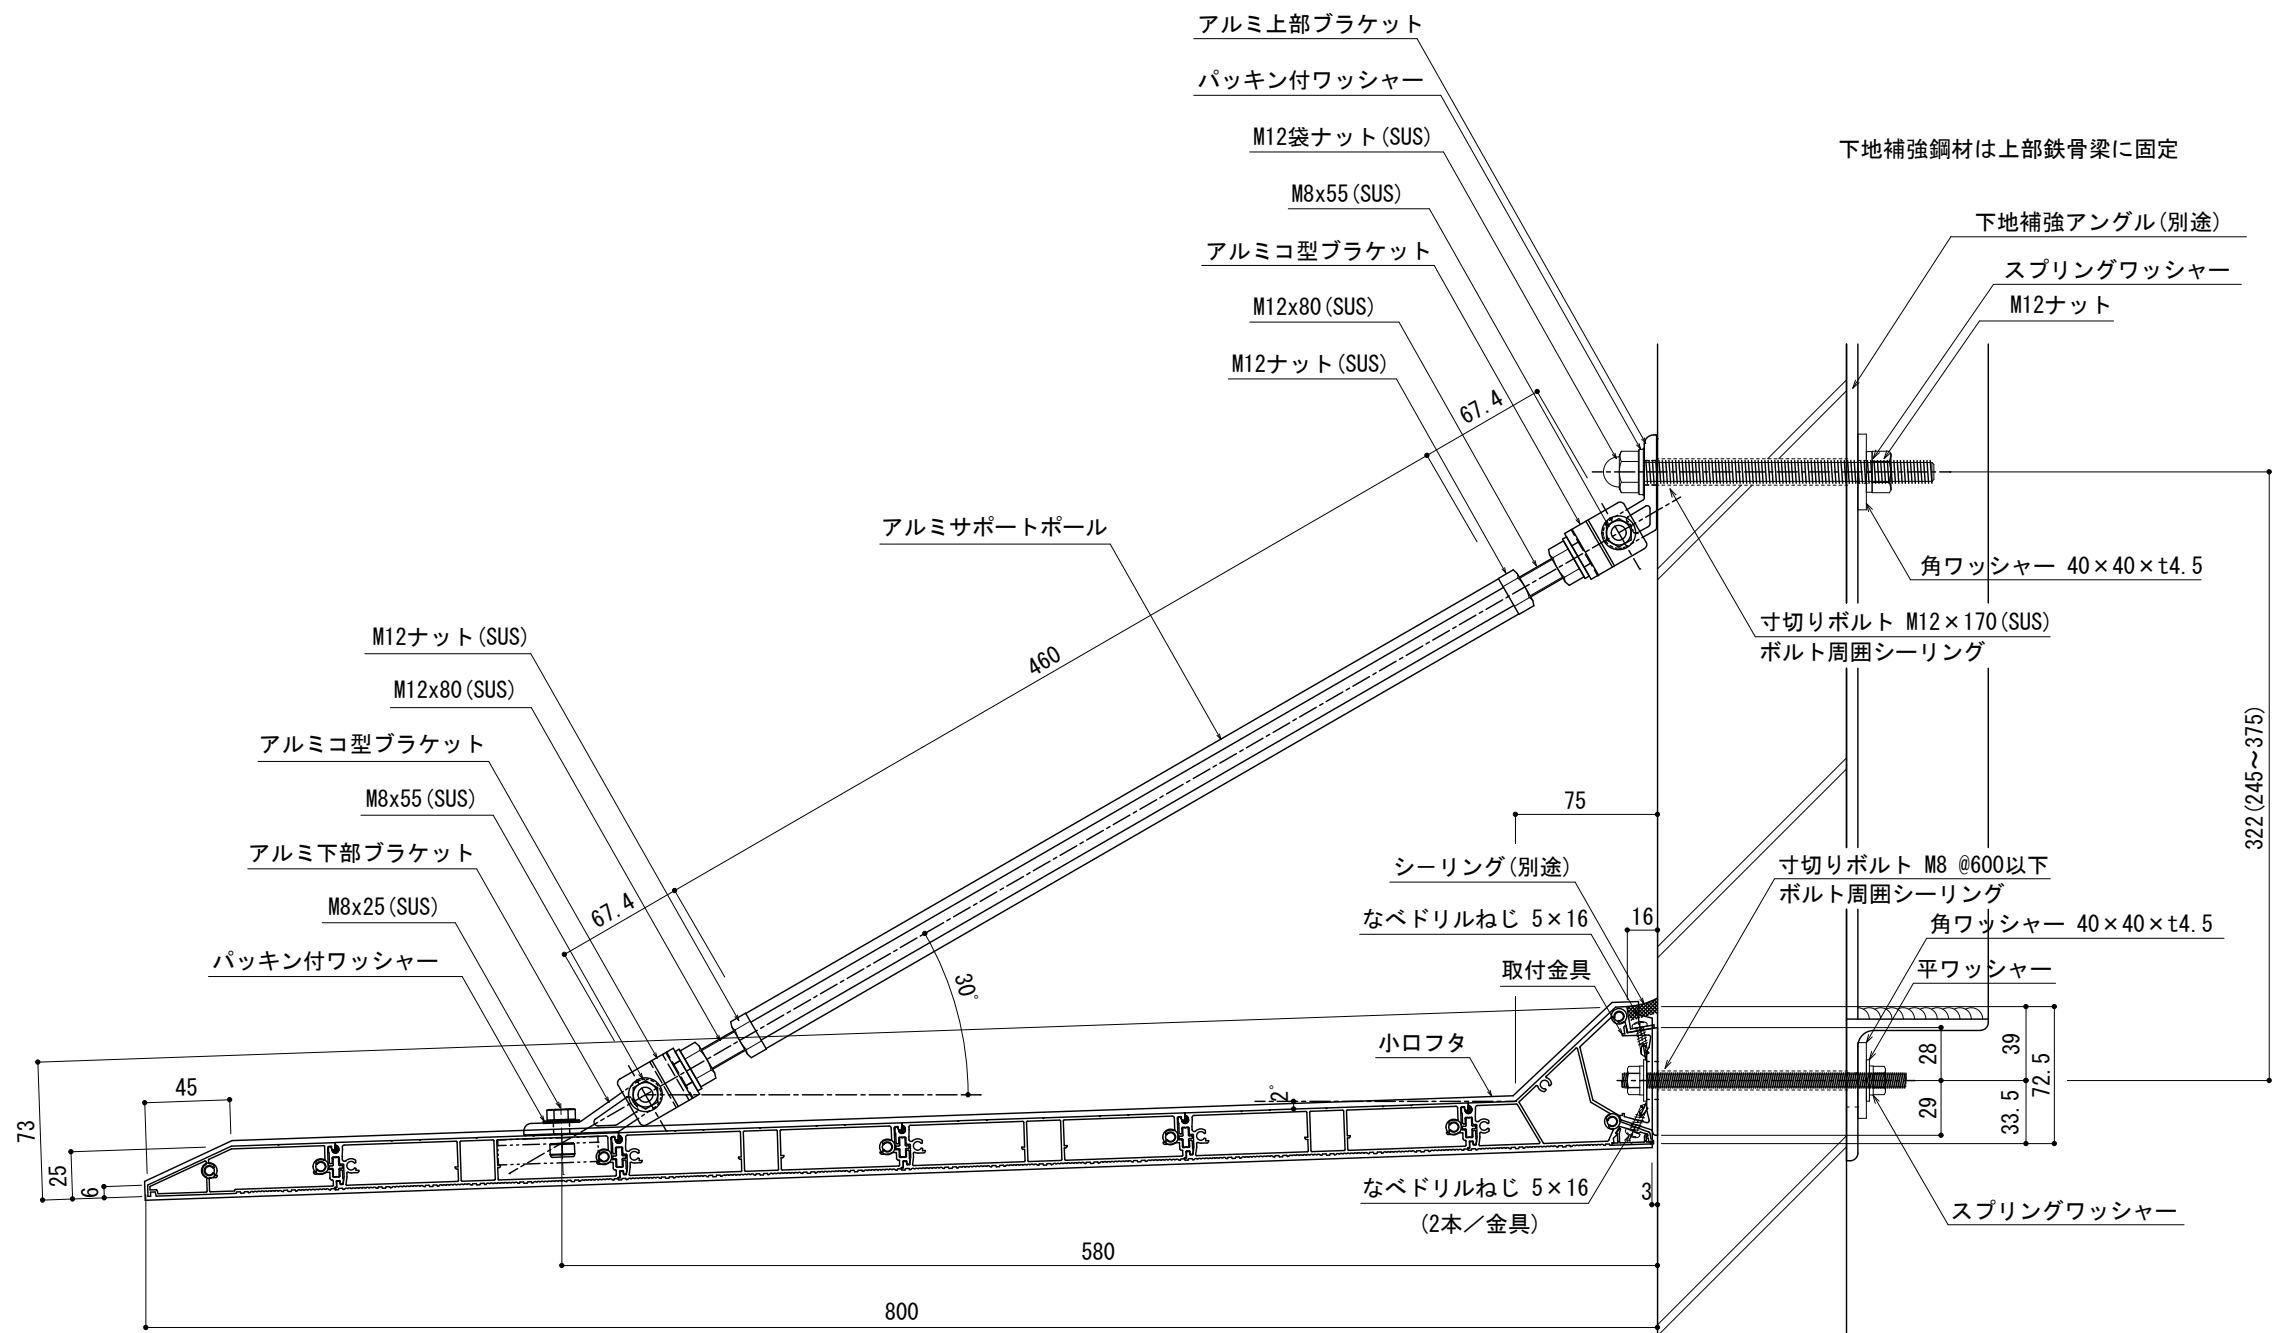 アルミ上部ブラケット
パッキン付ワッシャー
M12袋ナット(SUS)
下地補強鋼材は上部鉄骨梁に固定
M8x55(SUS)
下地補強アングル(別途)
アルミコ型ブラケット
スプリングワッシャー
M12x80(SUS)
M12ナット
M12ナット(SUS)
67.4
アルミサポートポール
角ワッシャー 40×40×t4.5
寸切りボルト M12×170(SUS)
ボルト周囲シーリング
M12ナット(SUS)
460
M12x80(SUS)
アルミコ型ブラケット
322(245~375)
M8x55(SUS)
75
アルミ下部ブラケット
シーリング(別途)
寸切りボルト M8 @600以下
ボルト周囲シーリング
M8x25(SUS)
67.4
なベドリルねじ 5×16
16
角ワッシャー 40×40×t4.5
パッキン付ワッシャー
取付金具
平ワッシャー
30°
小口フタ
28
39
72.5
45
2°
29
33.5
73
25
6
なベドリルねじ 5×16
(2本／金具)
3
スプリングワッシャー
580
800